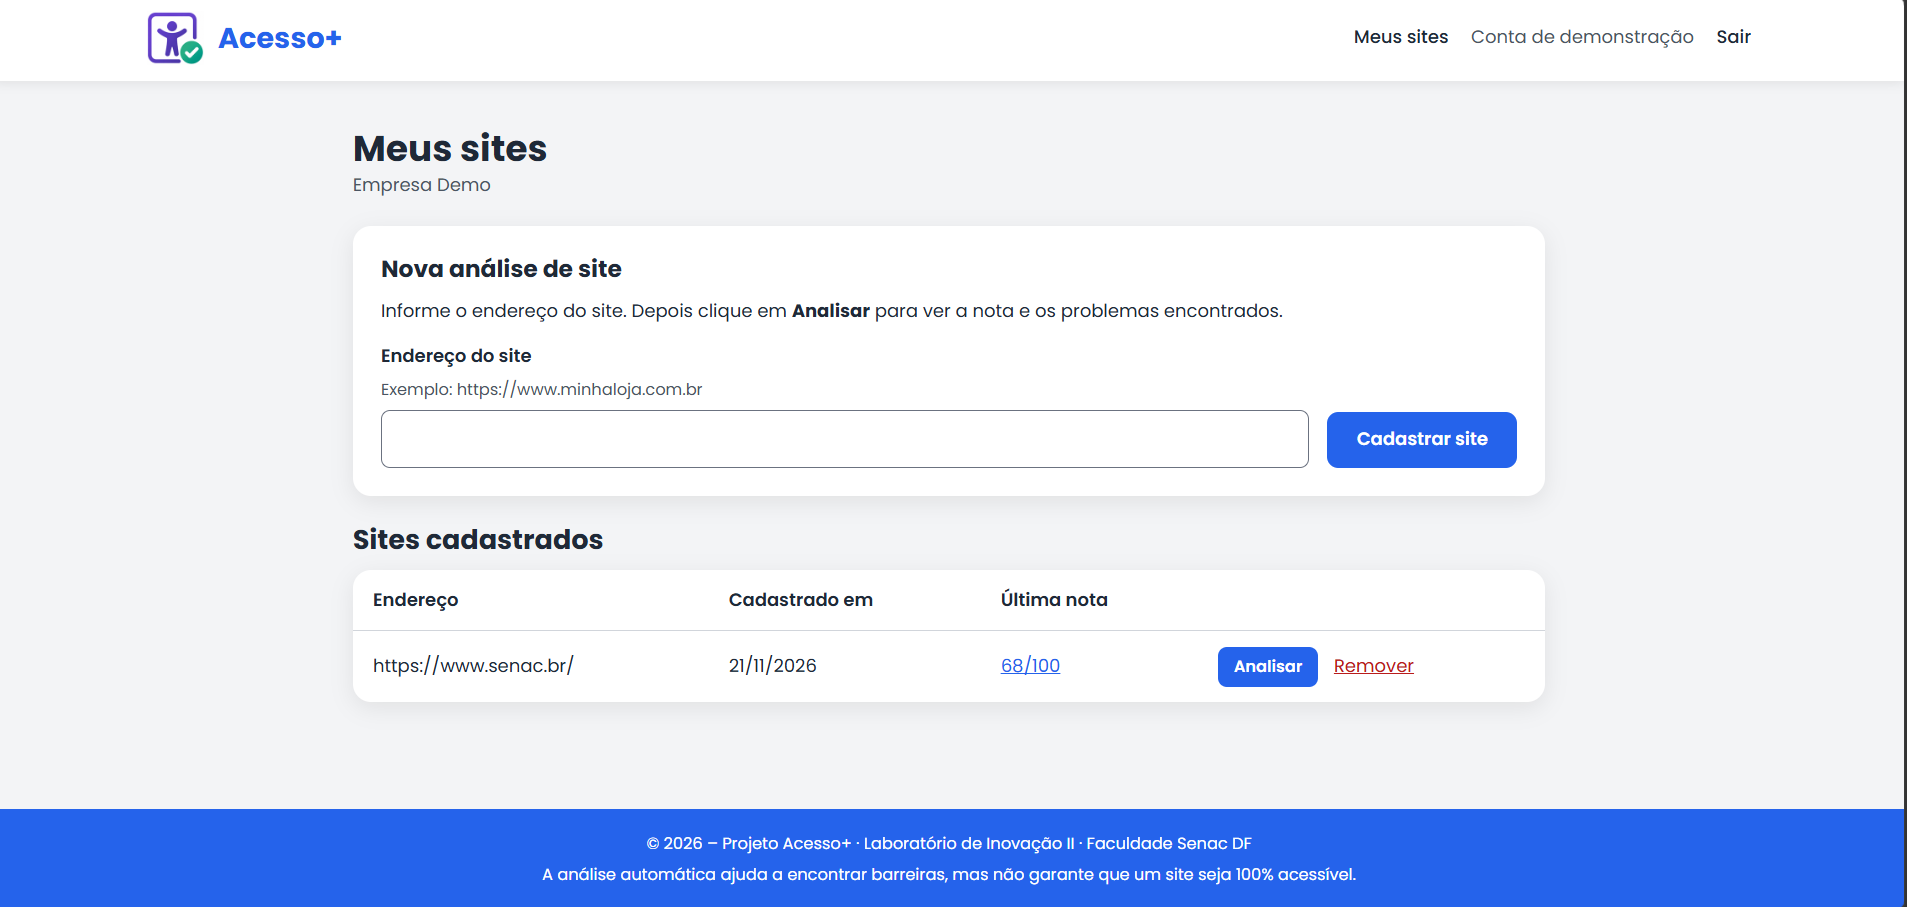 Acesso+
Meus sites Conta de demonstração Sair
Meus sites
Empresa Demo
Nova análise de site
Informe o endereço do site. Depois clique em Analisar para ver a nota e os problemas encontrados.
Endereço do site
Exemplo: https://www.minhaloja.com.br
Cadastrar site
Sites cadastrados
Endereço Cadastrado em Última nota
https://www.senac.br/ 21/11/2026 68/100 Analisar Remover
© 2026 – Projeto Acesso+ · Laboratório de Inovação II · Faculdade Senac DF
A análise automática ajuda a encontrar barreiras, mas não garante que um site seja 100% acessível.